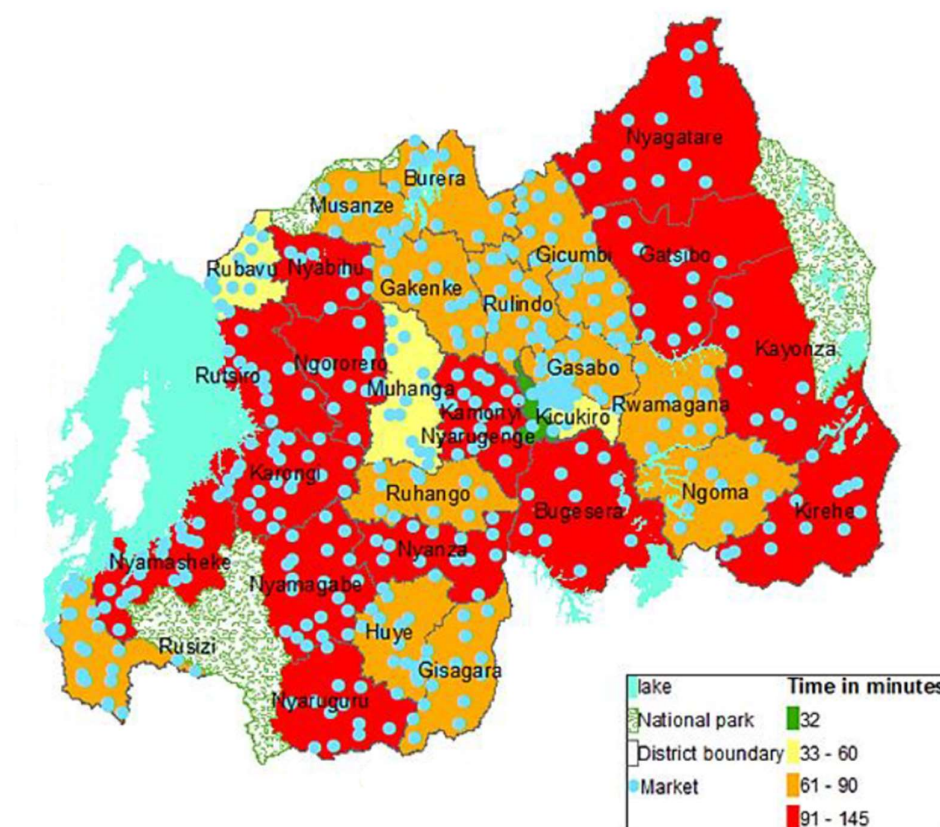 Nyagatare
Burera
Musanze
Gicumbi
Gatsibo
Rubavu
Nyabihu
Gakenke
Rulindo
Kayonza
Ngororero
Gasabo
Rutsiro
Muhanga
Kamonyi
Kicukiro
Rwamagana
Nyarugenge
Karongi
Ruhango
Ngoma
Bugesera
Kirehe
Nyanza
Nyamasheke
Nyamagabe
Huye
Rusizi
Gisagara
Nyaruguru
lake
National park
District boundary
Market
Time in minutes
32
33 - 60
61 - 90
91 - 145